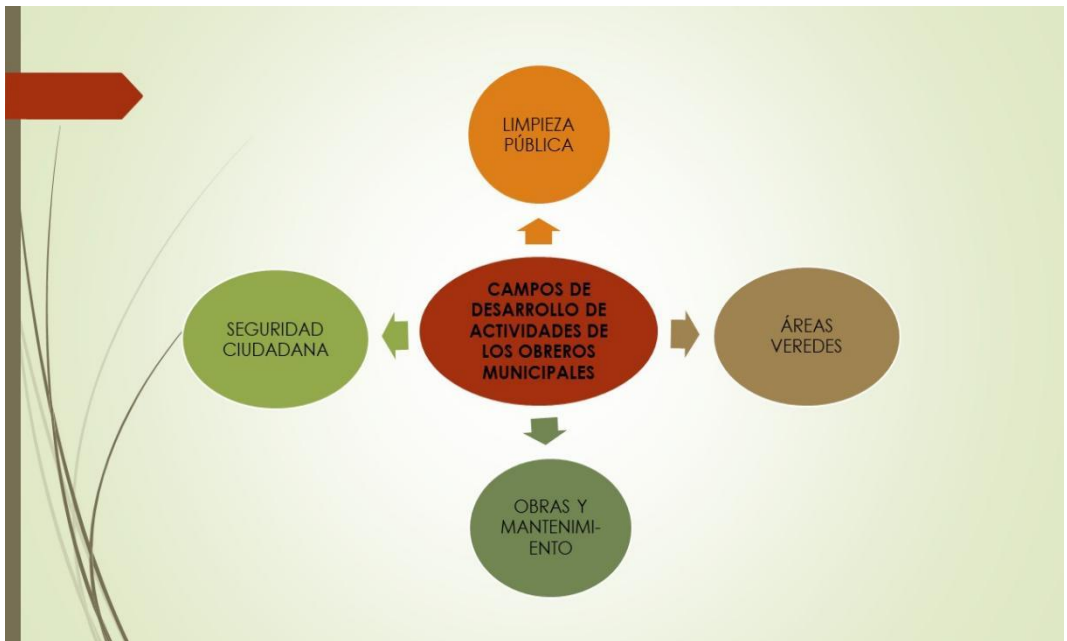 LIMPIEZA
PÚBLICA
CAMPOS DE
DESARROLLO DE
ACTIVIDADES DE
LOS OBREROS
MUNICIPALES
SEGURIDAD
CIUDADANA
ÁREAS
VEREDES
OBRAS Y
MANTENIMI-
ENTO